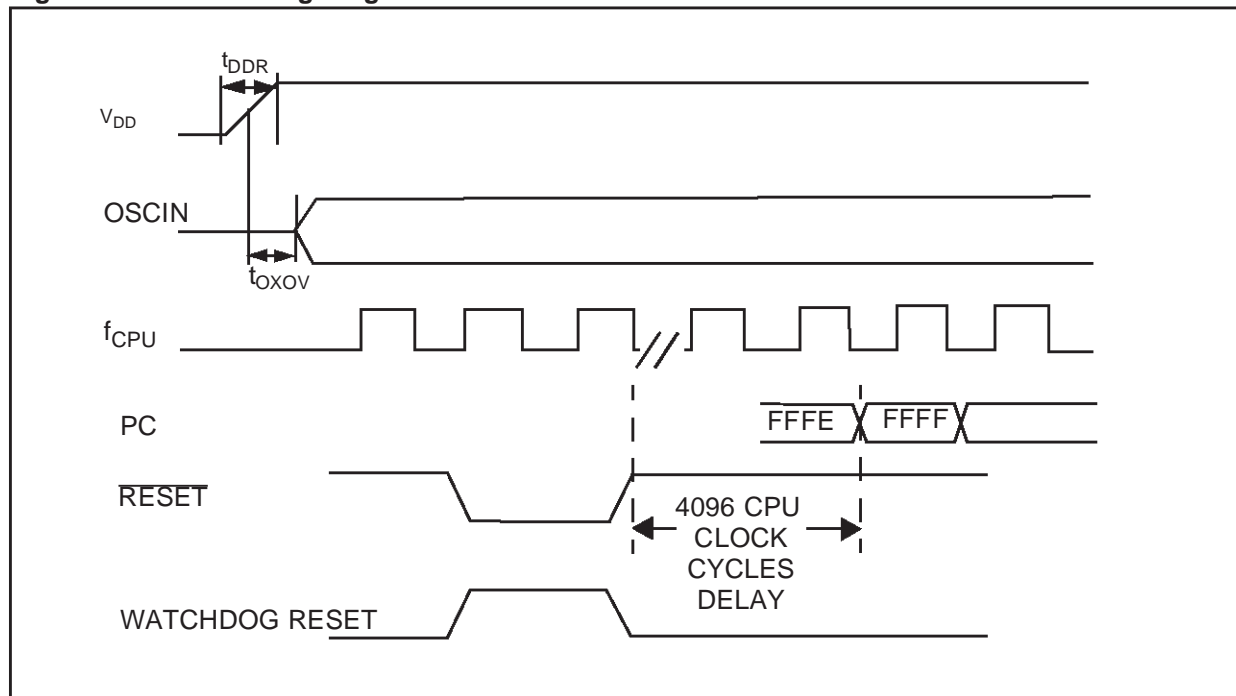 tDDR
VDD
OSCIN
tOXOV
fCPU
PC
FFFE
FFFF
RESET
4096 CPU
CLOCK
CYCLES
DELAY
WATCHDOG RESET